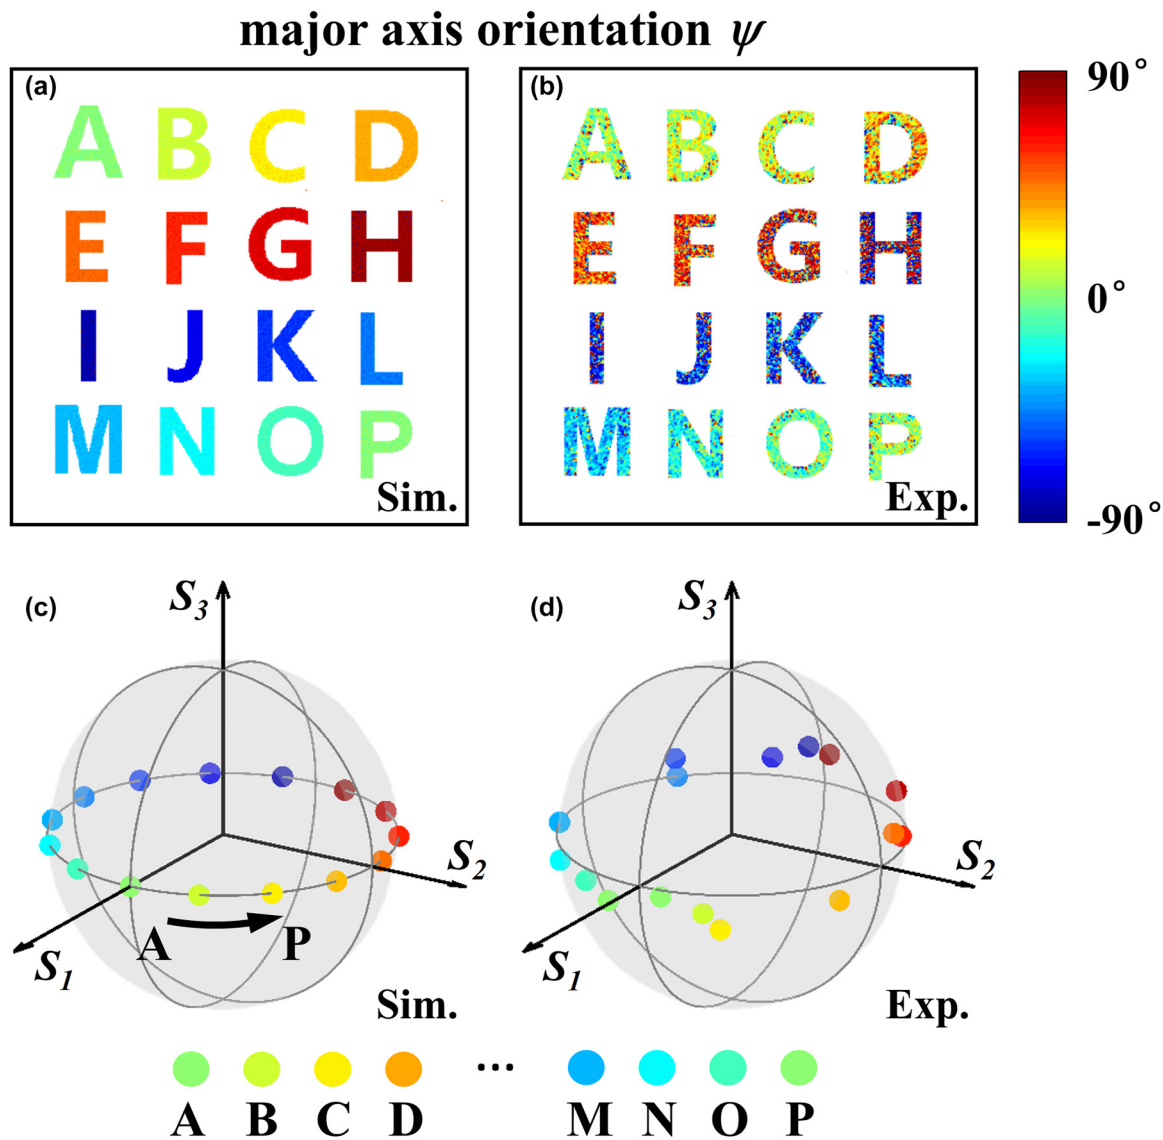 major axis orientation ψ
(a)
A B C D
E F G H
I J K L
M N O P
Sim.
(b)
A B C D
E F G H
I J K L
M N O P
Exp.
90°
0°
-90°
(c)
S3
S2
S1
A P
Sim.
(d)
S3
S2
S1
Exp.
...
A B C D M N O P